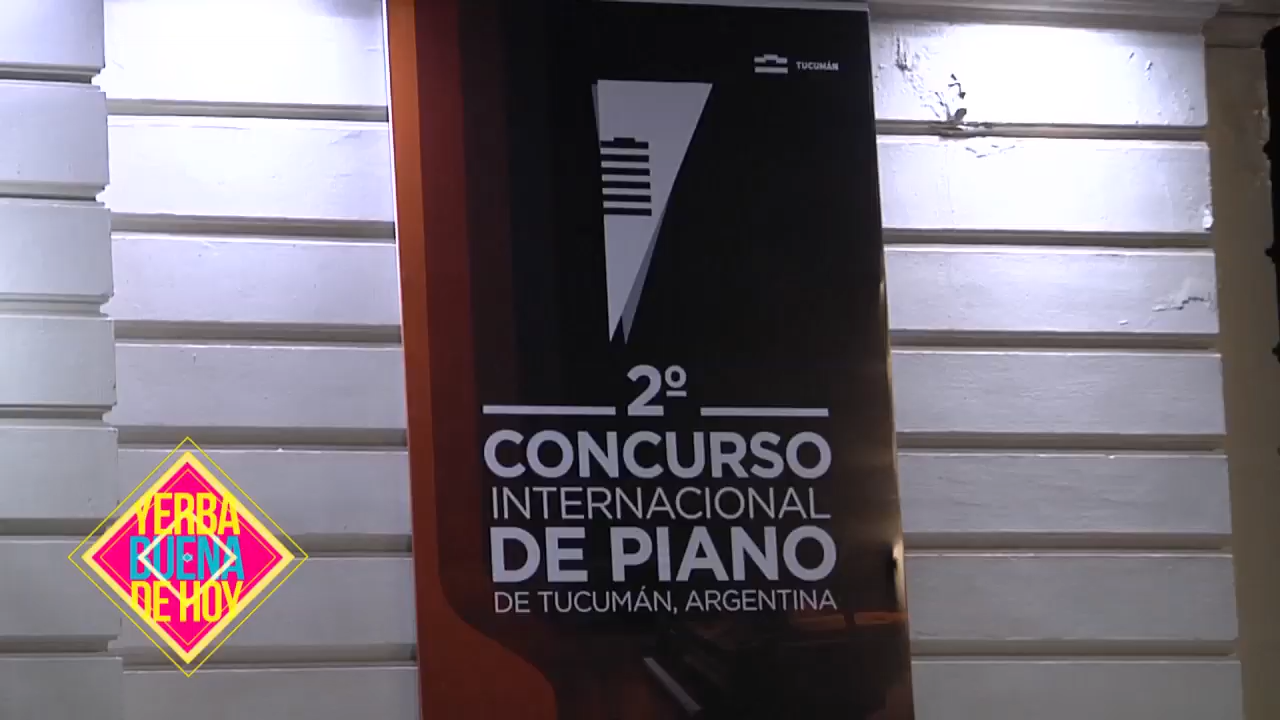 TUCUMÁN
2º
CONCURSO
INTERNACIONAL
DE PIANO
DE TUCUMÁN, ARGENTINA
YERBA
BUENA
DE HOY